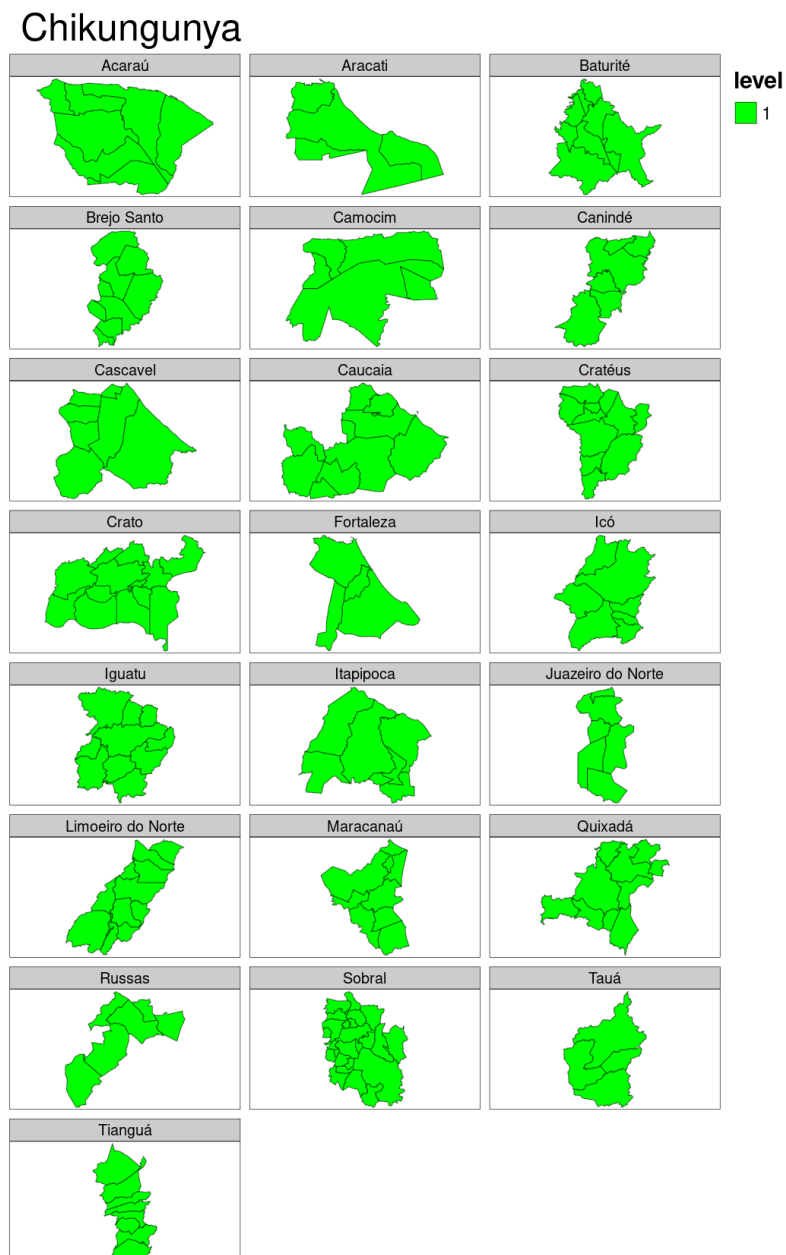 Chikungunya
Acaraú
Aracati
Baturité
level
1
Brejo Santo
Camocim
Canindé
Cascavel
Caucaia
Cratéus
Crato
Fortaleza
Icó
Iguatu
Itapipoca
Juazeiro do Norte
Limoeiro do Norte
Maracanaú
Quixadá
Russas
Sobral
Tauá
Tianguá